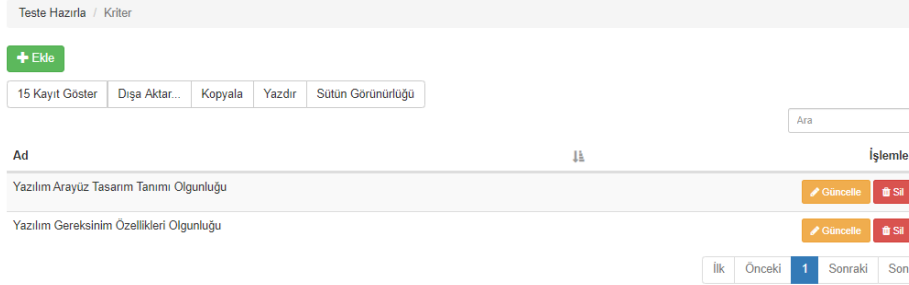 Teste Hazırla / Kriter
Ekle
15 Kayıt Göster Dışa Aktar... Kopyala Yazdır Sütün Görünürlüğü
Ara
Ad İşlemle
Yazılım Arayüz Tasarım Tanımı Olgunluğu Güncelle Sil
Yazılım Gereksinim Özellikleri Olgunluğu Güncelle Sil
İlk Önceki 1 Sonraki Son